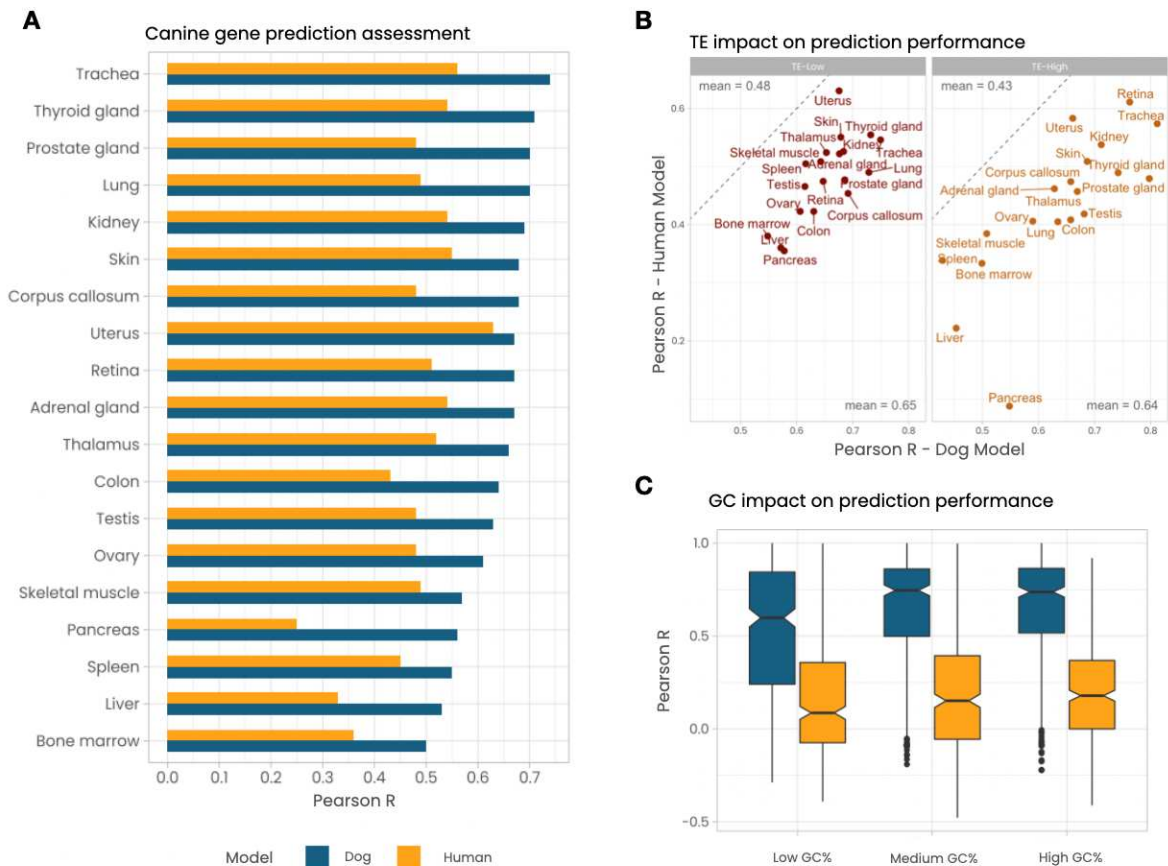 A
Canine gene prediction assessment
Trachea
Thyroid gland
Prostate gland
Lung
Kidney
Skin
Corpus callosum
Uterus
Retina
Adrenal gland
Thalamus
Colon
Testis
Ovary
Skeletal muscle
Pancreas
Spleen
Liver
Bone marrow
0.0 0.1 0.2 0.3 0.4 0.5 0.6 0.7
Pearson R
Model Dog Human
B
TE impact on prediction performance
TE-Low TE-High
Pearson R - Human Model
0.6
0.4
0.2
mean = 0.48
Uterus
Skin Thyroid gland
Thalamus Kidney
Skeletal muscle Trachea
Spleen Adrenal gland Lung
Testis Prostate gland
Retina
Ovary Corpus callosum
Bone marrow Colon
Liver
Pancreas
mean = 0.65
mean = 0.43
Retina
Trachea
Uterus
Kidney
Skin
Thyroid gland
Corpus callosum
Adrenal gland Prostate gland
Thalamus
Ovary Testis
Lung Colon
Skeletal muscle
Spleen
Bone marrow
Liver
Pancreas
mean = 0.64
0.5 0.6 0.7 0.8 0.5 0.6 0.7 0.8
Pearson R - Dog Model
C
GC impact on prediction performance
Pearson R
1.0
0.5
0.0
-0.5
Low GC% Medium GC% High GC%